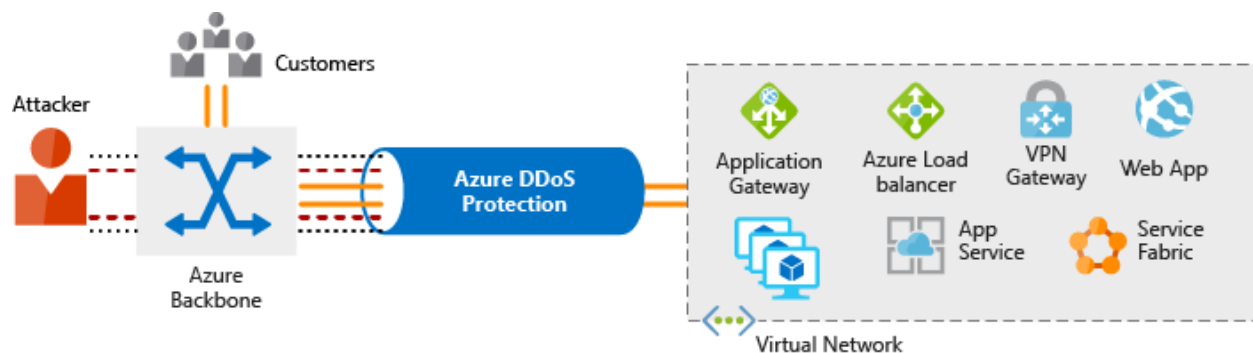 Customers
Attacker
Azure
Backbone
Azure DDoS
Protection
Application
Gateway
Azure Load
balancer
VPN
Gateway
Web App
App
Service
Service
Fabric
Virtual Network